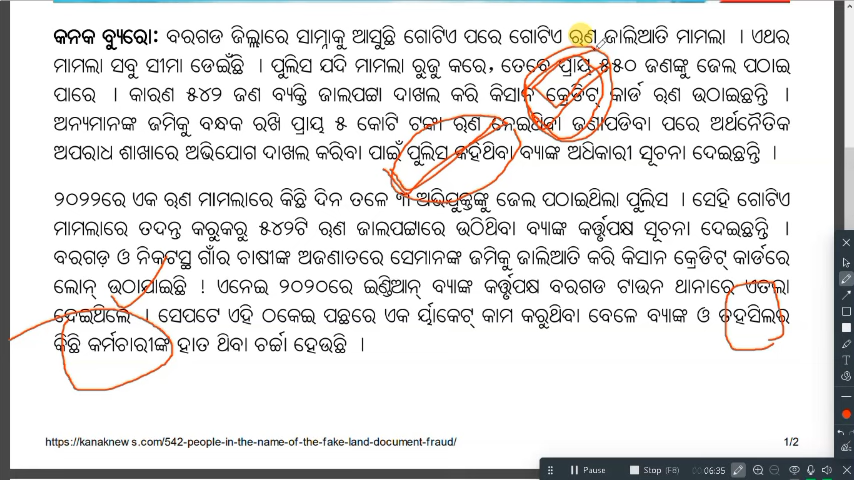 କନକ ବ୍ୟୁରୋ: ବରଗଡ ଜିଲ୍ଲାରେ ସାମ୍ନାକୁ ଆସୁଛି ଗୋଟିଏ ପରେ ଗୋଟିଏ ଋଣ ଜାଲିଆତି ମାମଲା । ଏଥର
ମାମଲା ସବୁ ସୀମା ଡେଇଁଛି । ପୁଲିସ ଯଦି ମାମଲା ରୁଜୁ କରେ, ତେବେ ପ୍ରାୟ ୫୫୦ ଜଣଙ୍କୁ ଜେଲ ପଠାଇ
ପାରେ । କାରଣ ୫୪୨ ଜଣ ବ୍ୟକ୍ତି ଜାଲପଟ୍ଟା ଦାଖଲ କରି କିସାନ କ୍ରେଡିଟ୍ କାର୍ଡ ଋଣ ଉଠାଇଛନ୍ତି ।
ଅନ୍ୟମାନଙ୍କ ଜମିକୁ ବନ୍ଧକ ରଖି ପ୍ରାୟ ୫ କୋଟି ଟଙ୍କା ଋଣ ନେଇଥିବା ଜଣାପଡିବା ପରେ ଅର୍ଥନୈତିକ
ଅପରାଧ ଶାଖାରେ ଅଭିଯୋଗ ଦାଖଲ କରିବା ପାଇଁ ପୁଲିସ କହିଥିବା ବ୍ୟାଙ୍କ ଅଧିକାରୀ ସୂଚନା ଦେଇଛନ୍ତି ।
୨୦୨୨ରେ ଏକ ଋଣ ମାମଲାରେ କିଛି ଦିନ ତଳେ ଅଭିଯୁକ୍ତଙ୍କୁ ଜେଲ ପଠାଇଥିଲା ପୁଲିସ । ସେହି ଗୋଟିଏ
ମାମଲାରେ ତଦନ୍ତ କରୁକରୁ ୫୪୨ଟି ଋଣ ଜାଲପଟ୍ଟାରେ ଉଠିଥିବା ବ୍ୟାଙ୍କ କର୍ତ୍ତୃପକ୍ଷ ସୂଚନା ଦେଇଛନ୍ତି ।
ବରଗଡ଼ ଓ ନିକଟସ୍ଥ ଗାଁର ଚାଷୀଙ୍କ ଅଜଣାତରେ ସେମାନଙ୍କ ଜମିକୁ ଜାଲିଆତି କରି କିସାନ କ୍ରେଡିଟ୍ କାର୍ଡରେ
ଲୋନ୍ ଉଠାଯାଇଛି ! ଏନେଇ ୨୦୨୦ରେ ଇଣ୍ଡିଆନ୍ ବ୍ୟାଙ୍କ କର୍ତ୍ତୃପକ୍ଷ ବରଗଡ ଟାଉନ ଥାନାରେ ଏତଲା
ଦେଇଥିଲେ । ସେପଟେ ଏହି ଠକେଇ ପଛରେ ଏକ ର୍ୟାକେଟ୍ କାମ କରୁଥିବା ବେଳେ ବ୍ୟାଙ୍କ ଓ ତହସିଲର
କିଛି କର୍ମଚାରୀଙ୍କ ହାତ ଥିବା ଚର୍ଚ୍ଚା ହେଉଛି ।
https://kanaknews.com/542-people-in-the-name-of-the-fake-land-document-fraud/ 1/2
Pause Stop (F8) 00:06:35